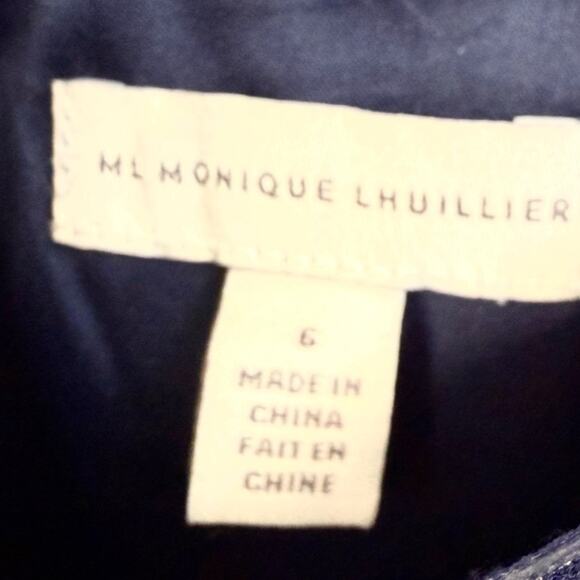 ML MONIQUE LHUILLIER
6
MADE IN
CHINA
FAIT EN
CHINE